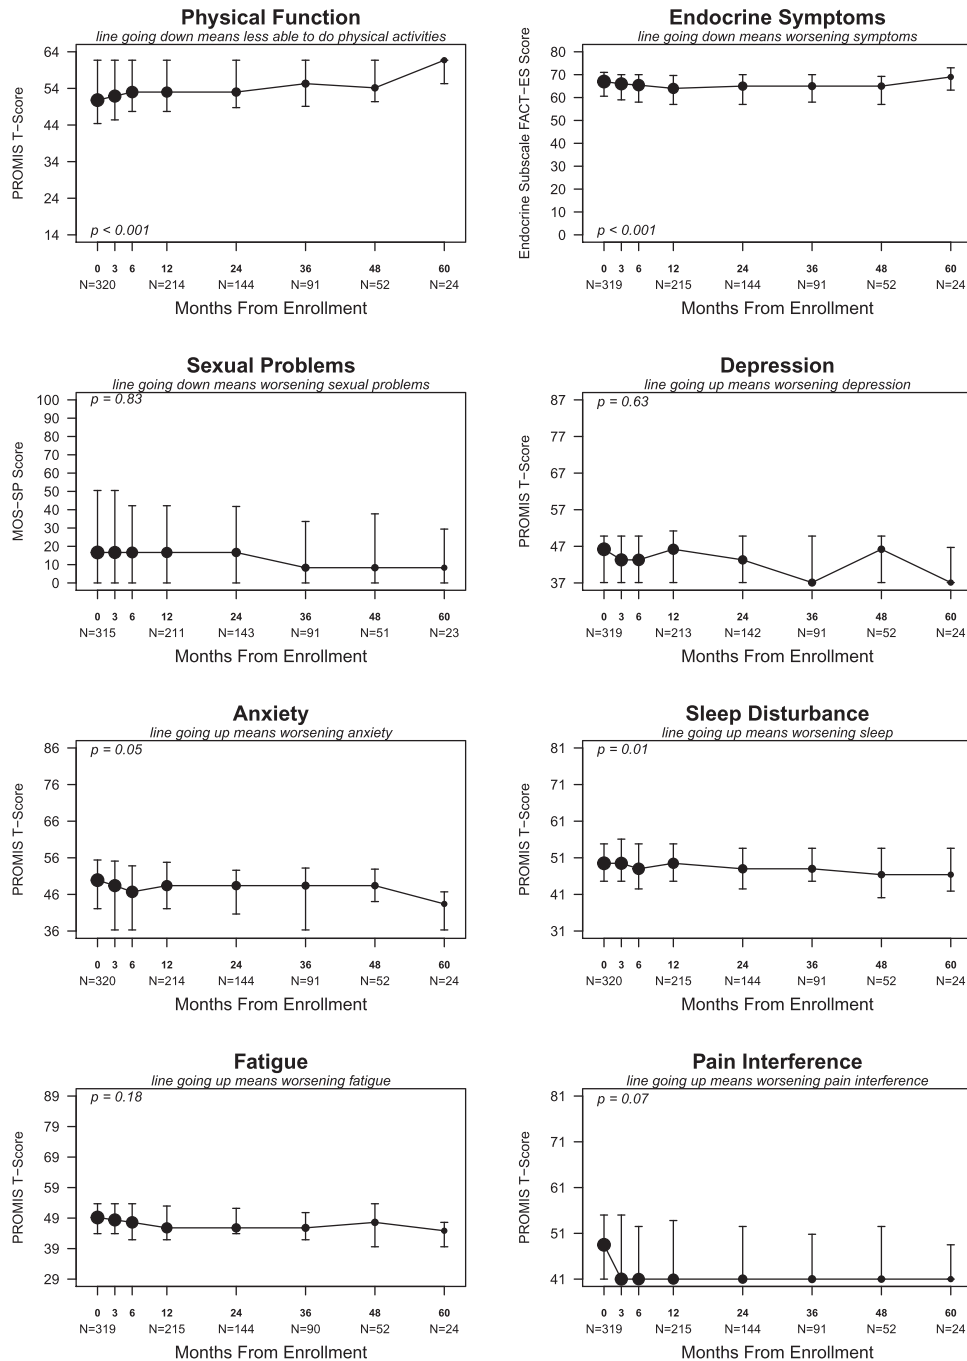 Physical Function
line going down means less able to do physical activities
PROMIS T−Score
64
54
44
34
24
14
p < 0.001
0 3 6 12 24 36 48 60
N=320 N=214 N=144 N=91 N=52 N=24
Months From Enrollment
Endocrine Symptoms
line going down means worsening symptoms
Endocrine Subscale FACT−ES Score
80
70
60
50
40
30
20
10
0
p < 0.001
0 3 6 12 24 36 48 60
N=319 N=215 N=144 N=91 N=52 N=24
Months From Enrollment
Sexual Problems
line going down means worsening sexual problems
MOS−SP Score
100
90
80
70
60
50
40
30
20
10
0
p = 0.83
0 3 6 12 24 36 48 60
N=315 N=211 N=143 N=91 N=51 N=23
Months From Enrollment
Depression
line going up means worsening depression
PROMIS T−Score
87
77
67
57
47
37
p = 0.63
0 3 6 12 24 36 48 60
N=319 N=213 N=142 N=91 N=52 N=24
Months From Enrollment
Anxiety
line going up means worsening anxiety
PROMIS T−Score
86
76
66
56
46
36
p = 0.05
0 3 6 12 24 36 48 60
N=320 N=214 N=144 N=91 N=52 N=24
Months From Enrollment
Sleep Disturbance
line going up means worsening sleep
PROMIS T−Score
81
71
61
51
41
31
p = 0.01
0 3 6 12 24 36 48 60
N=320 N=215 N=144 N=91 N=52 N=24
Months From Enrollment
Fatigue
line going up means worsening fatigue
PROMIS T−Score
89
79
69
59
49
39
29
p = 0.18
0 3 6 12 24 36 48 60
N=319 N=215 N=144 N=90 N=52 N=24
Months From Enrollment
Pain Interference
line going up means worsening pain interference
PROMIS T−Score
81
71
61
51
41
p = 0.07
0 3 6 12 24 36 48 60
N=319 N=215 N=144 N=91 N=52 N=24
Months From Enrollment